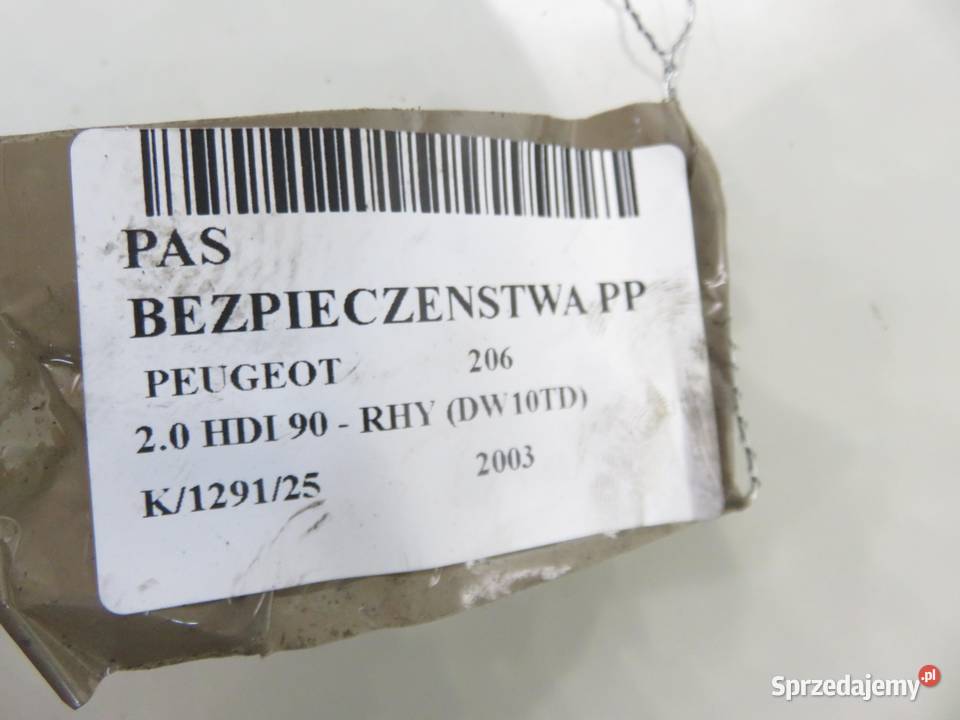 PAS
BEZPIECZENSTWA PP
PEUGEOT 206
2.0 HDI 90 - RHY (DW10TD)
K/1291/25 2003
Sprzedajemy.pl